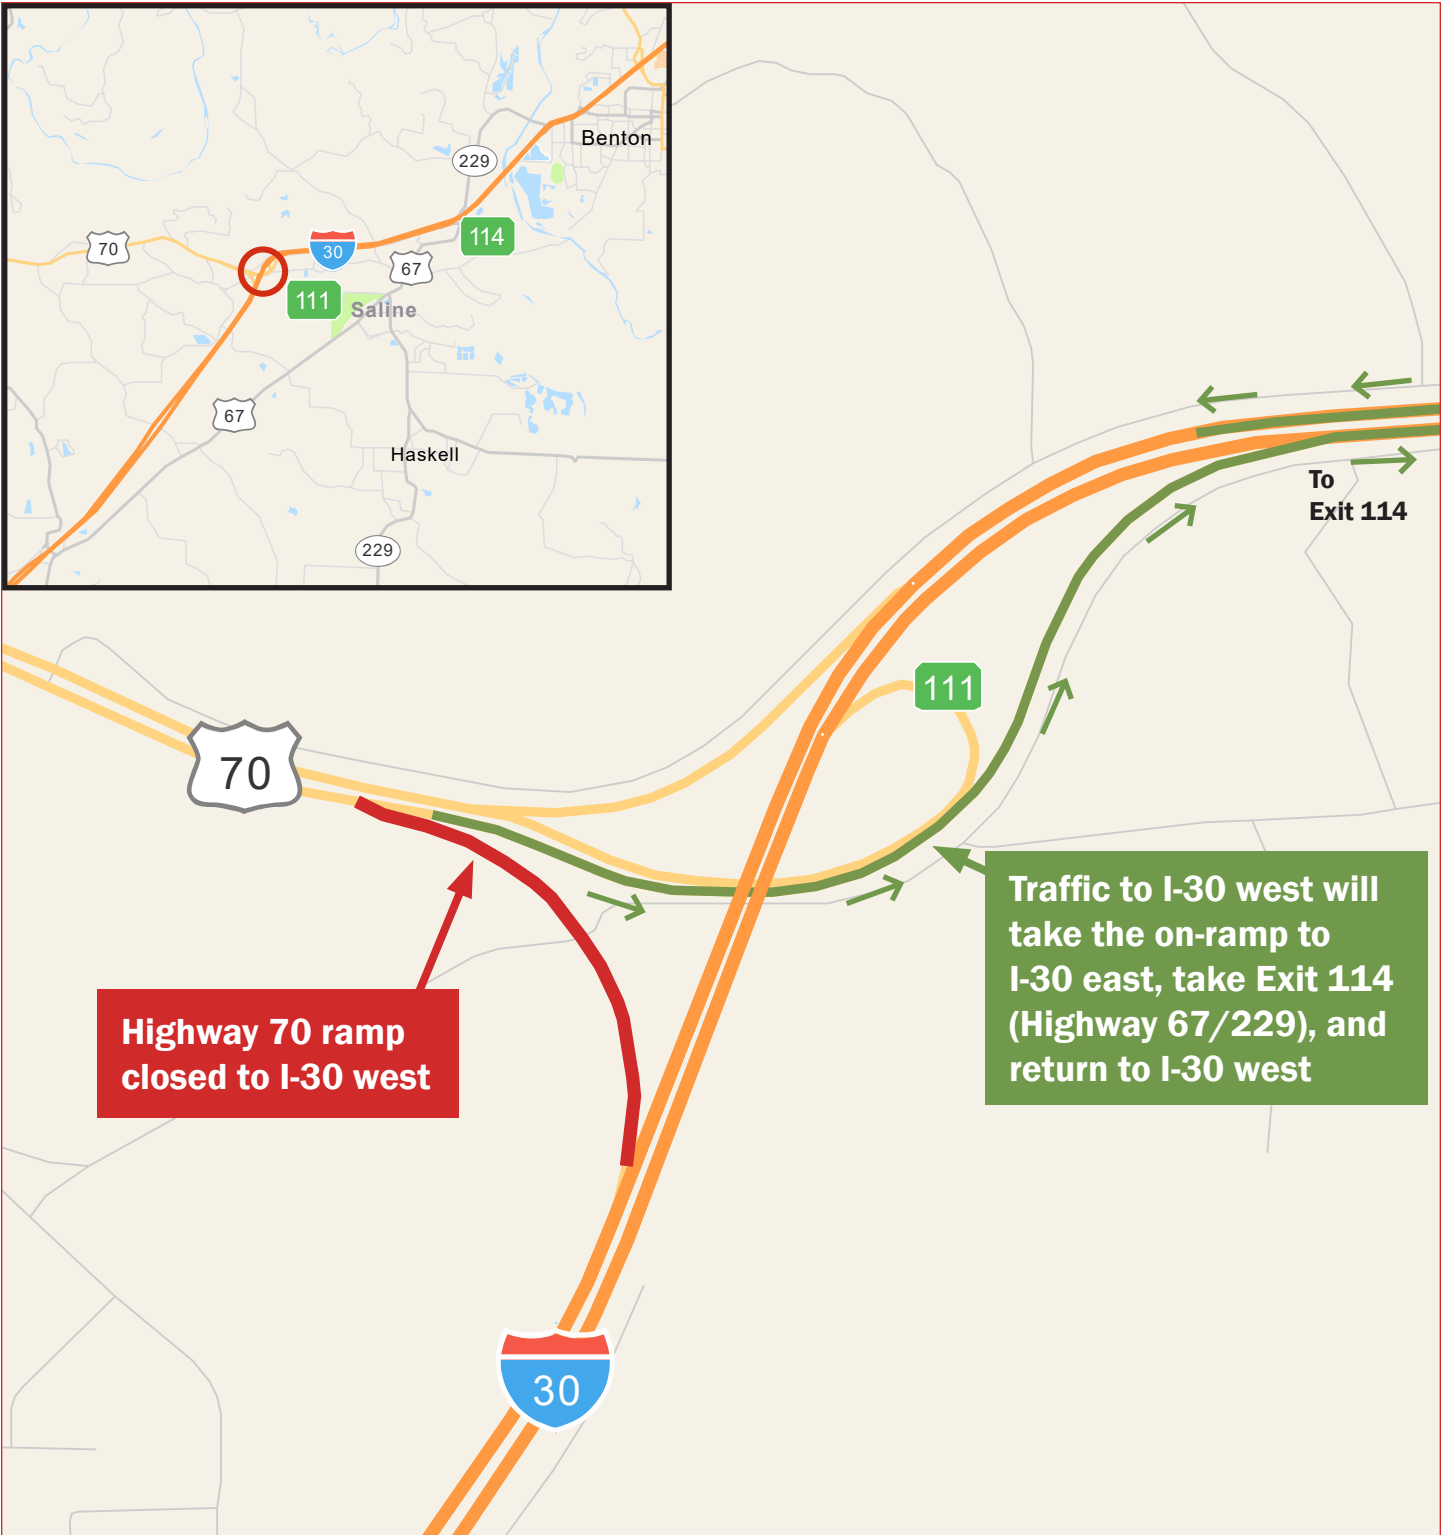 Benton
229
114
70
30
67
111
Saline
67
Haskell
229
To
Exit 114
111
70
Traffic to I-30 west will
take the on-ramp to
I-30 east, take Exit 114
(Highway 67/229), and
return to I-30 west
Highway 70 ramp
closed to I-30 west
30